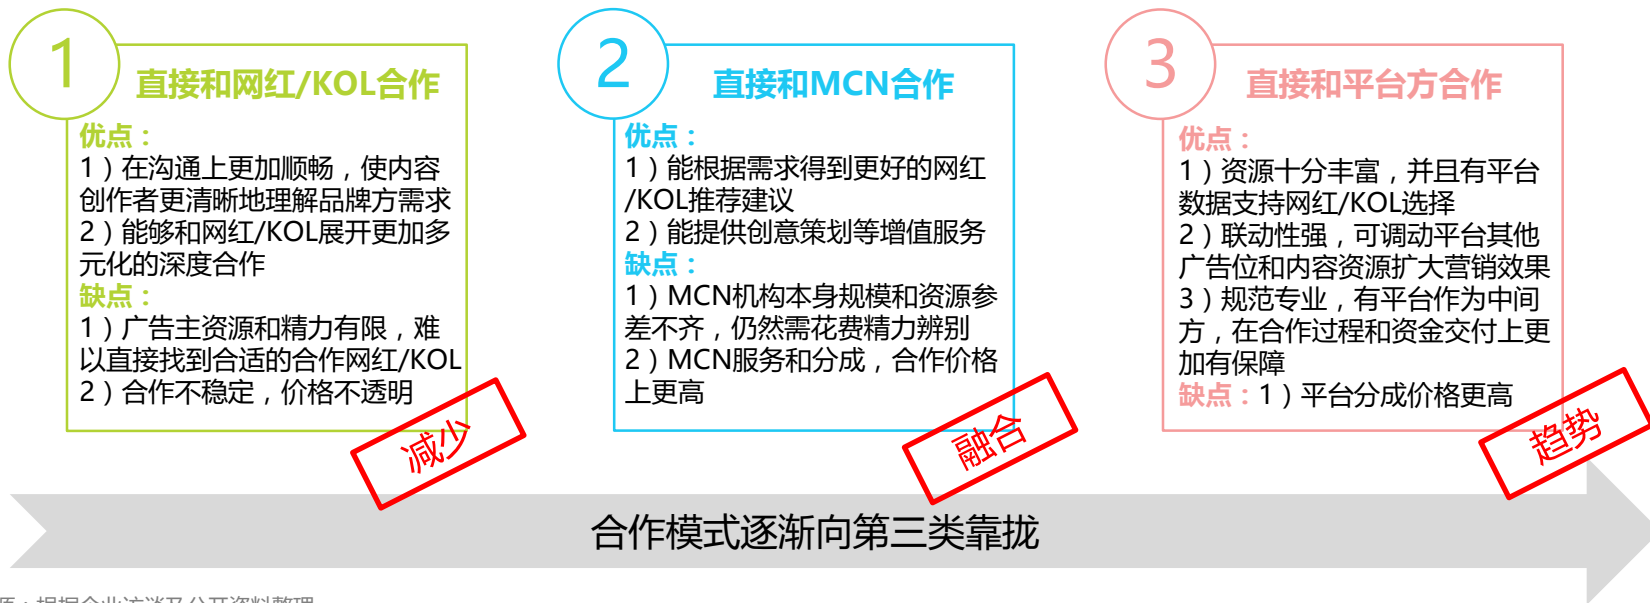 1
直接和网红/KOL合作
优点：
1）在沟通上更加顺畅，使内容
创作者更清晰地理解品牌方需求
2）能够和网红/KOL展开更加多
元化的深度合作
缺点：
1）广告主资源和精力有限，难
以直接找到合适的合作网红/KOL
2）合作不稳定，价格不透明
减少
2
直接和MCN合作
优点：
1）能根据需求得到更好的网红
/KOL推荐建议
2）能提供创意策划等增值服务
缺点：
1）MCN机构本身规模和资源参
差不齐，仍然需花费精力辨别
2）MCN服务和分成，合作价格
上更高
融合
3
直接和平台方合作
优点：
1）资源十分丰富，并且有平台
数据支持网红/KOL选择
2）联动性强，可调动平台其他
广告位和内容资源扩大营销效果
3）规范专业，有平台作为中间
方，在合作过程和资金交付上更
加有保障
缺点：1）平台分成价格更高
趋势
合作模式逐渐向第三类靠拢